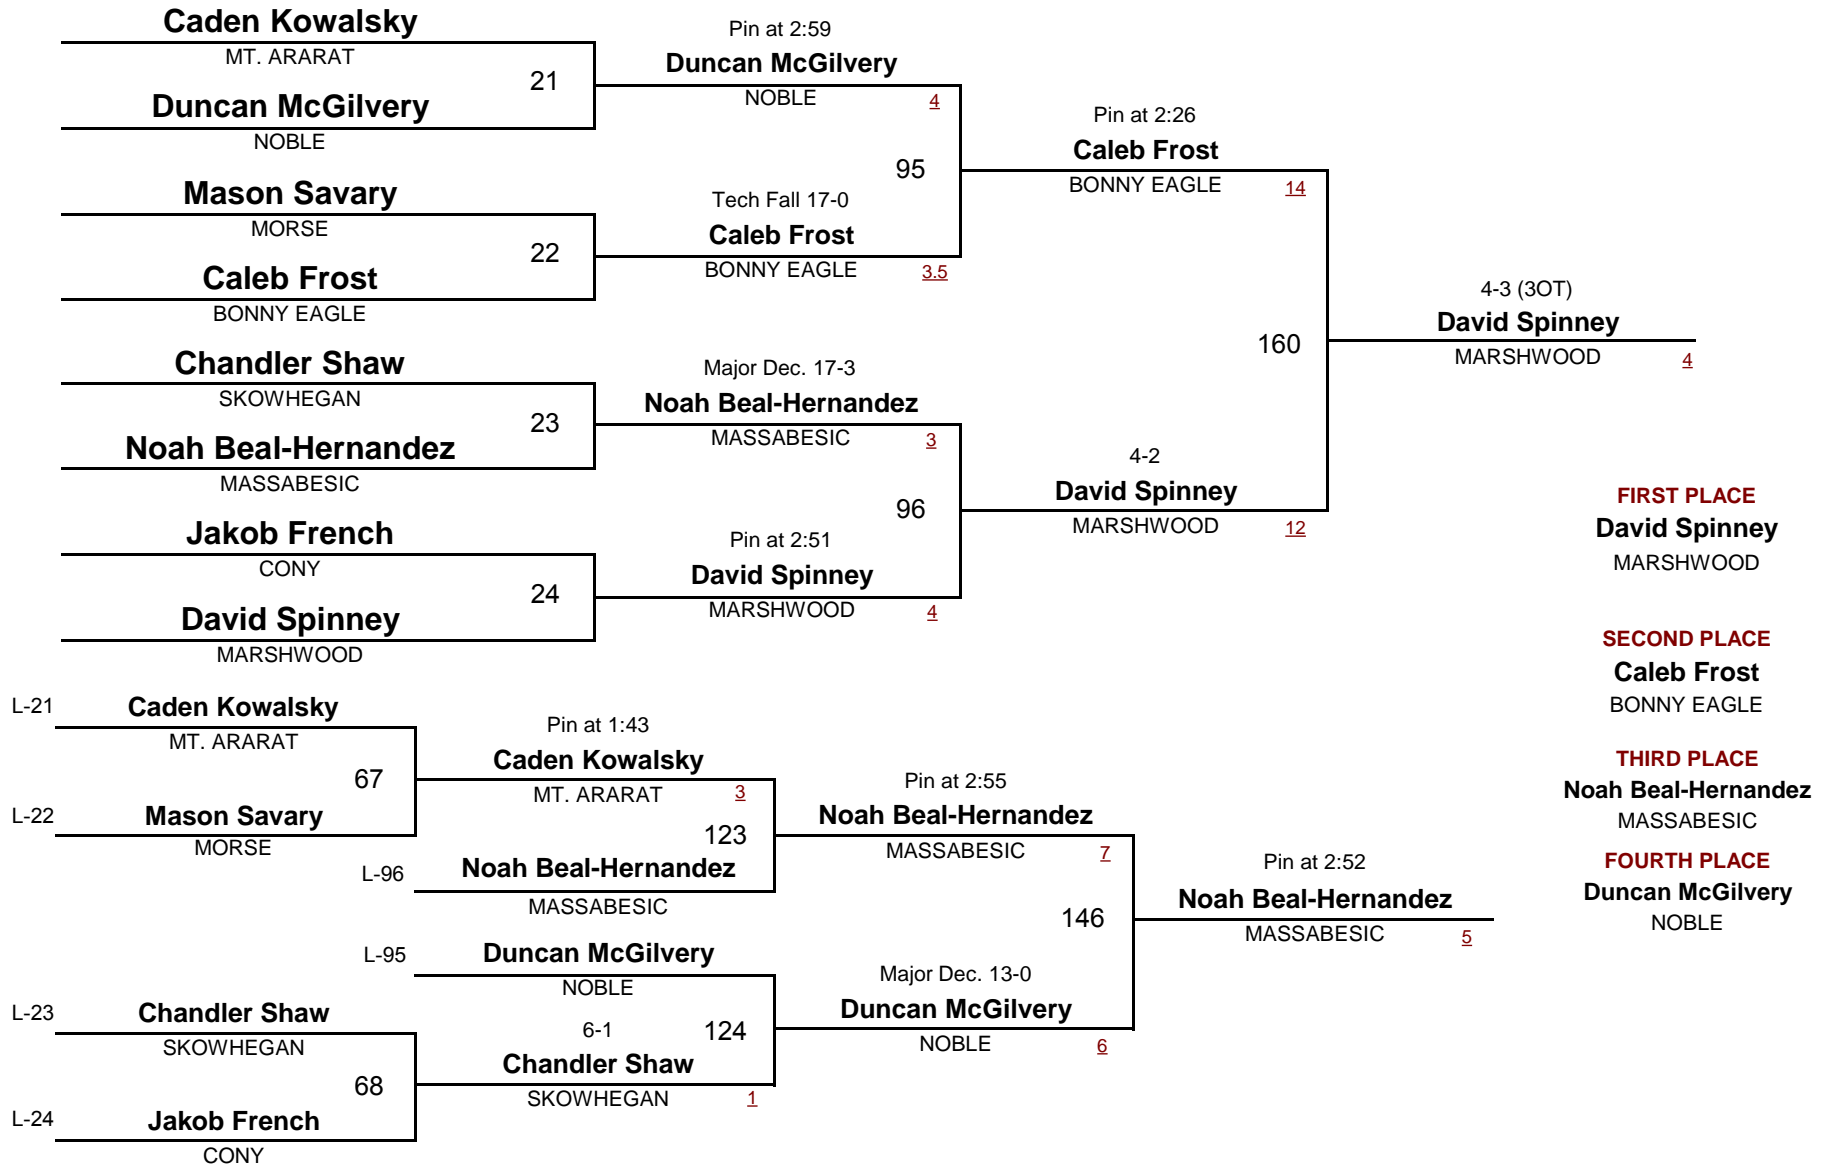 Caden Kowalsky
MT. ARARAT
21
Duncan McGilvery
NOBLE
Mason Savary
MORSE
22
Caleb Frost
BONNY EAGLE
Chandler Shaw
SKOWHEGAN
23
Noah Beal-Hernandez
MASSABESIC
Jakob French
CONY
24
David Spinney
MARSHWOOD
Pin at 2:59
Duncan McGilvery
NOBLE 4
95
Tech Fall 17-0
Caleb Frost
BONNY EAGLE 3.5
Major Dec. 17-3
Noah Beal-Hernandez
MASSABESIC 3
96
Pin at 2:51
David Spinney
MARSHWOOD 4
Pin at 2:26
Caleb Frost
BONNY EAGLE 14
160
4-2
David Spinney
MARSHWOOD 12
4-3 (3OT)
David Spinney
MARSHWOOD 4
FIRST PLACE
David Spinney
MARSHWOOD
SECOND PLACE
Caleb Frost
BONNY EAGLE
THIRD PLACE
Noah Beal-Hernandez
MASSABESIC
FOURTH PLACE
Duncan McGilvery
NOBLE
L-21 Caden Kowalsky
MT. ARARAT
67
L-22 Mason Savary
MORSE
Pin at 1:43
Caden Kowalsky
MT. ARARAT 3
123
L-96 Noah Beal-Hernandez
MASSABESIC
L-95 Duncan McGilvery
NOBLE
6-1 124
Chandler Shaw
SKOWHEGAN 1
L-23 Chandler Shaw
SKOWHEGAN
68
L-24 Jakob French
CONY
Pin at 2:55
Noah Beal-Hernandez
MASSABESIC 7
146
Major Dec. 13-0
Duncan McGilvery
NOBLE 6
Pin at 2:52
Noah Beal-Hernandez
MASSABESIC 5